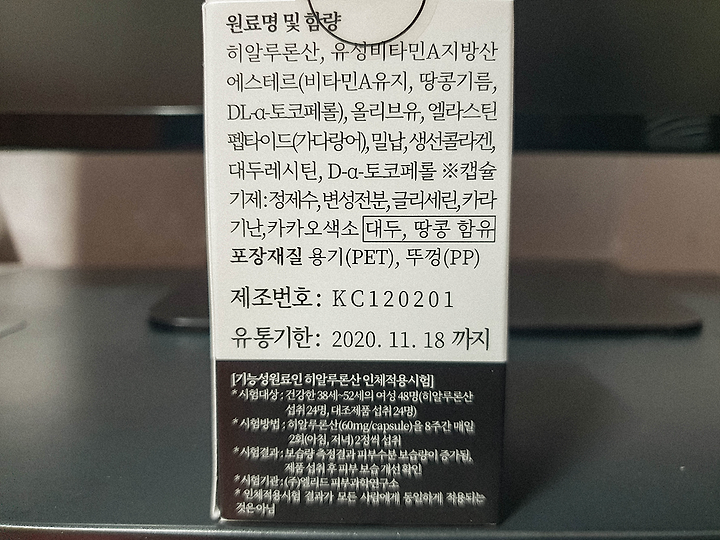 원료명 및 함량
히알루론산, 유성비타민A지방산
에스테르(비타민A유지, 땅콩기름,
DL-α-토코페롤), 올리브유, 엘라스틴
펩타이드(가다랑어), 밀납, 생선콜라겐,
대두레시틴, D-α-토코페롤 ※캡슐
기제:정제수,변성전분,글리세린,카라
기난,카카오색소 대두, 땅콩 함유
포장재질 용기(PET), 뚜껑(PP)
제조번호: KC120201
유통기한: 2020. 11. 18 까지
[기능성원료인 히알루론산 인체적용시험]
* 시험대상 ; 건강한 38세~52세의 여성 48명(히알루론산
섭취 24명, 대조제품 섭취 24명)
* 시험방법 ; 히알루론산(60mg/capsule)을 8주간 매일
2회(아침, 저녁) 2정씩 섭취
* 시험결과 ; 보습량 측정결과 피부수분 보습량이 증가됨,
제품 섭취 후 피부 보습 개선 확인
* 시험기관 ; (주)엘리드 피부과학연구소
* 인체적용시험 결과가 모든 사람에게 동일하게 적용되는
것은 아님